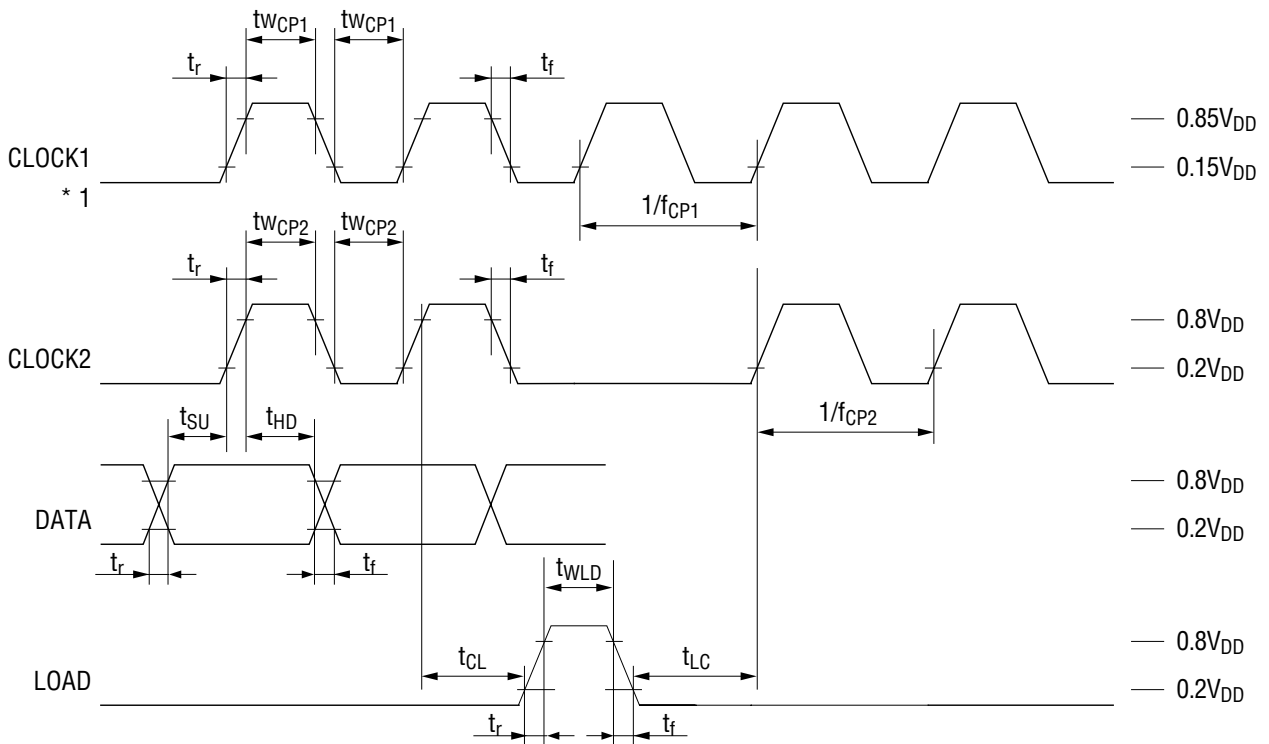 twCP1 twCP1
tr tf
CLOCK1
* 1
0.85VDD
0.15VDD
1/fCP1
twCP2 twCP2
tr tf
CLOCK2
0.8VDD
0.2VDD
1/fCP2
tSU tHD
DATA
0.8VDD
0.2VDD
tr tf
tWLD
LOAD
tCL tLC
0.8VDD
0.2VDD
tr tf